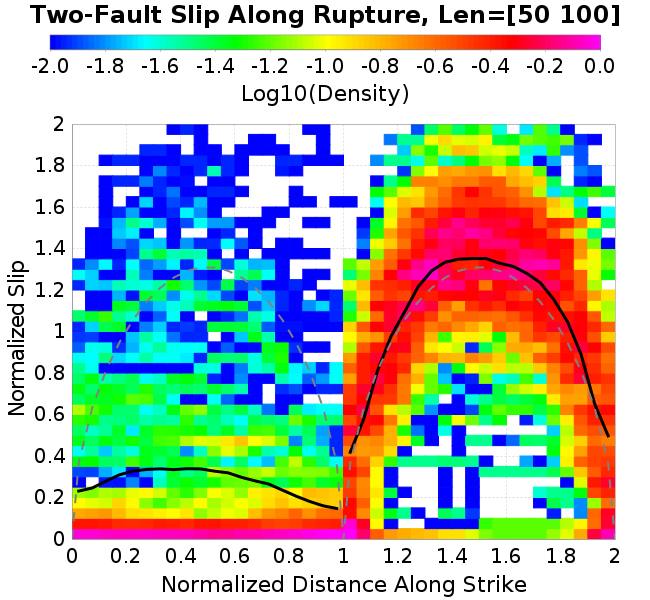 Two-Fault Slip Along Rupture, Len=[50 100]
-2.0 -1.8 -1.6 -1.4 -1.2 -1.0 -0.8 -0.6 -0.4 -0.2 0.0
Log10(Density)
2
1.8
1.6
1.4
1.2
1
0.8
0.6
0.4
0.2
0
Normalized Slip
0 0.2 0.4 0.6 0.8 1 1.2 1.4 1.6 1.8 2
Normalized Distance Along Strike